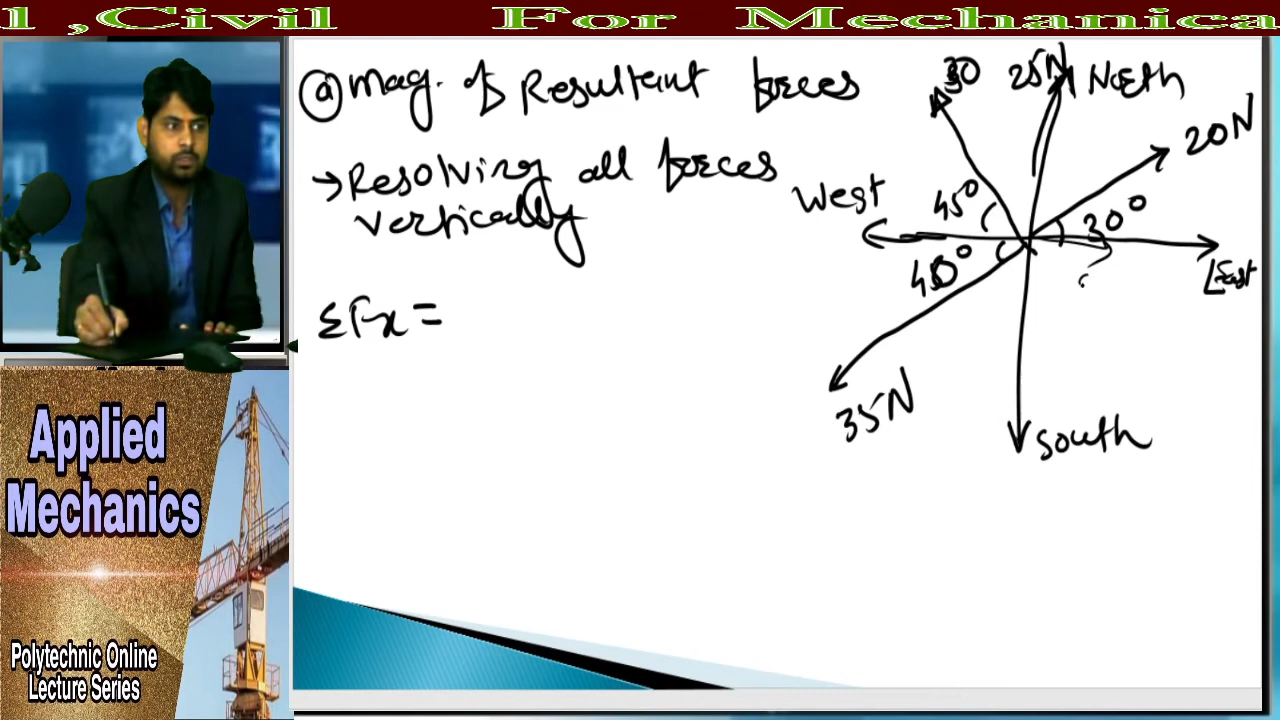 1 ,Civil For Mechanica
@ Mag. of Resultant forces
→ Resolving all forces
vertically
ΣFx =
30
25N
North
20N
West
45°
30°
40°
East
35N
South
Applied
Mechanics
Polytechnic Online
Lecture Series